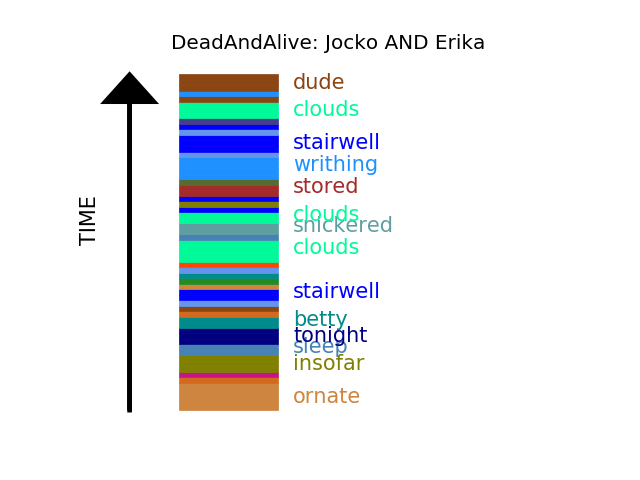 DeadAndAlive: Jocko AND Erika
dude
clouds
stairwell
writhing
stored
clouds
snickered
clouds
stairwell
betty
tonight
sleep
insofar
ornate
TIME